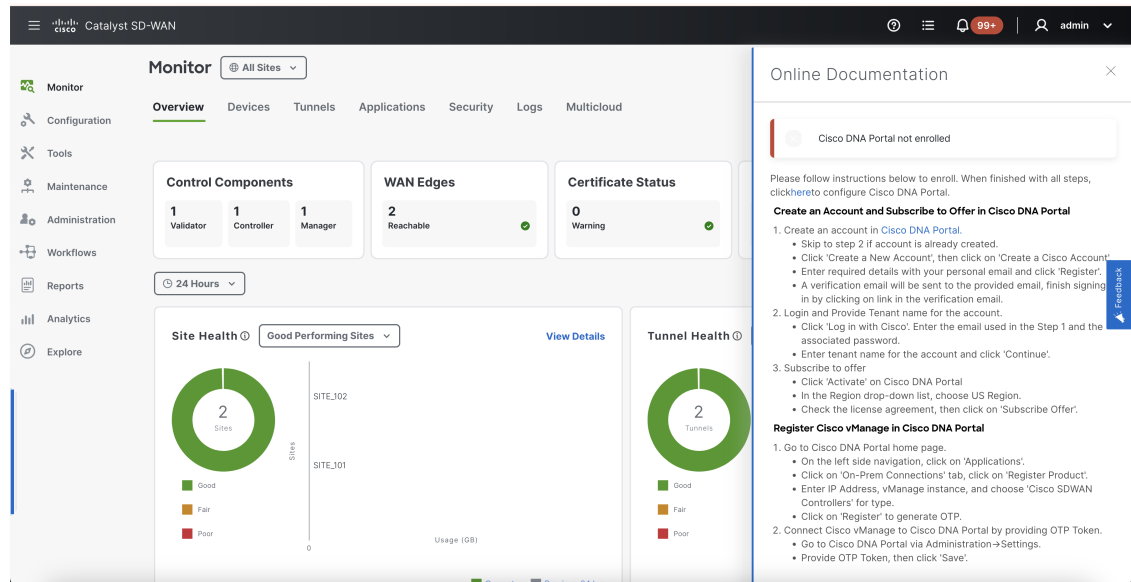 CISCO Catalyst SD-WAN
99+
admin
Monitor
Configuration
Tools
Maintenance
Administration
Workflows
Reports
Analytics
Explore
Monitor
All Sites
Overview Devices Tunnels Applications Security Logs Multicloud
Control Components
1 1 1
Validator Controller Manager
WAN Edges
2
Reachable
Certificate Status
0
Warning
24 Hours
Site Health
Good Performing Sites
View Details
2
Sites
Good
Fair
Poor
Sites
SITE_102
SITE_101
0
Usage (GB)
Tunnel Health
2
Tunnels
Good
Fair
Poor
Online Documentation
Cisco DNA Portal not enrolled
Please follow instructions below to enroll. When finished with all steps,
clickhereto configure Cisco DNA Portal.
Create an Account and Subscribe to Offer in Cisco DNA Portal
1. Create an account in Cisco DNA Portal.
• Skip to step 2 if account is already created.
• Click 'Create a New Account', then click on 'Create a Cisco Account'
• Enter required details with your personal email and click 'Register'.
• A verification email will be sent to the provided email, finish signing
in by clicking on link in the verification email.
2. Login and Provide Tenant name for the account.
• Click 'Log in with Cisco'. Enter the email used in the Step 1 and the
associated password.
• Enter tenant name for the account and click 'Continue'.
3. Subscribe to offer
• Click 'Activate' on Cisco DNA Portal
• In the Region drop-down list, choose US Region.
• Check the license agreement, then click on 'Subscribe Offer'.
Register Cisco vManage in Cisco DNA Portal
1. Go to Cisco DNA Portal home page.
• On the left side navigation, click on 'Applications'.
• Click on 'On-Prem Connections' tab, click on 'Register Product'.
• Enter IP Address, vManage instance, and choose 'Cisco SDWAN
Controllers' for type.
• Click on 'Register' to generate OTP.
2. Connect Cisco vManage to Cisco DNA Portal by providing OTP Token.
• Go to Cisco DNA Portal via Administration→Settings.
• Provide OTP Token, then click 'Save'.
Feedback